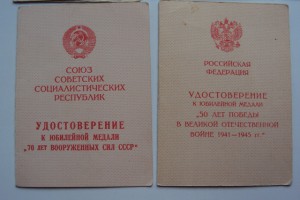 СОЮЗ
СОВЕТСКИХ
СОЦИАЛИСТИЧЕСКИХ
РЕСПУБЛИК
УДОСТОВЕРЕНИЕ
К ЮБИЛЕЙНОЙ МЕДАЛИ
"70 ЛЕТ ВООРУЖЕННЫХ СИЛ СССР"
РОССИЙСКАЯ
ФЕДЕРАЦИЯ
УДОСТОВЕРЕНИЕ
К ЮБИЛЕЙНОЙ МЕДАЛИ
"50 ЛЕТ ПОБЕДЫ
В ВЕЛИКОЙ ОТЕЧЕСТВЕННОЙ
ВОЙНЕ 1941—1945 гг."